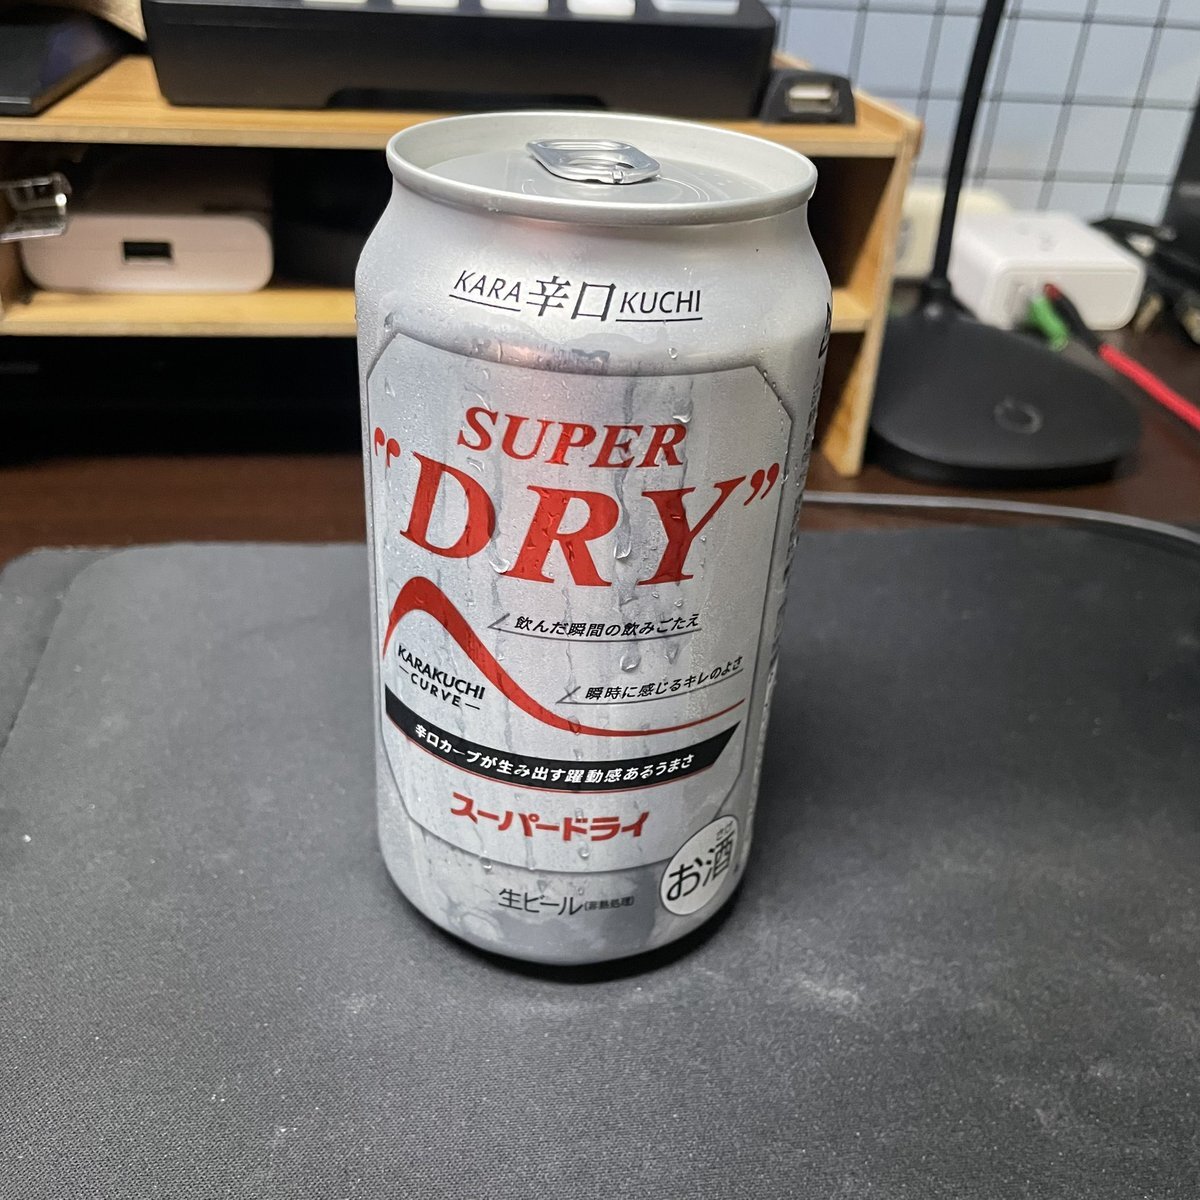 KARA辛口KUCHI
SUPER
“DRY”
飲んだ瞬間の飲みごたえ
瞬時に感じるキレのよさ
KARAKUCHI
—CURVE—
辛口カーブが生み出す躍動感あるうまさ
スーパードライ
さけ
お酒
生ビール(非熱処理)